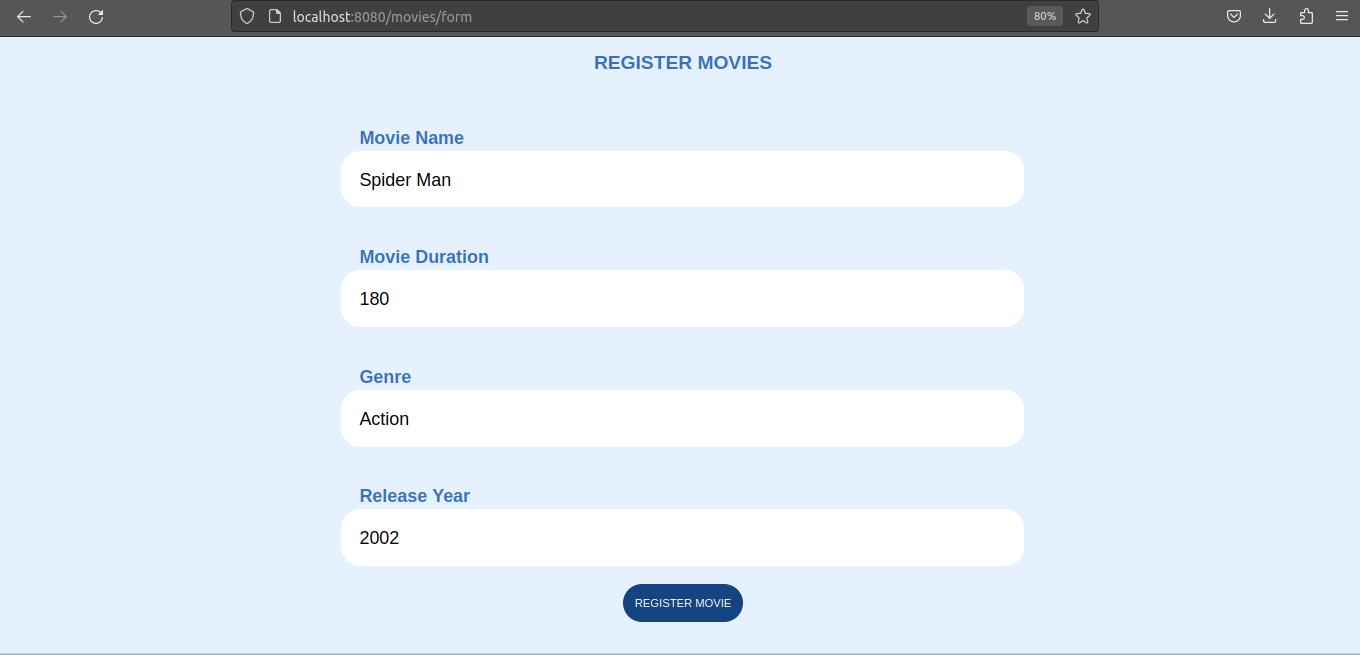 localhost:8080/movies/form
80%
REGISTER MOVIES
Movie Name
Spider Man
Movie Duration
180
Genre
Action
Release Year
2002
REGISTER MOVIE